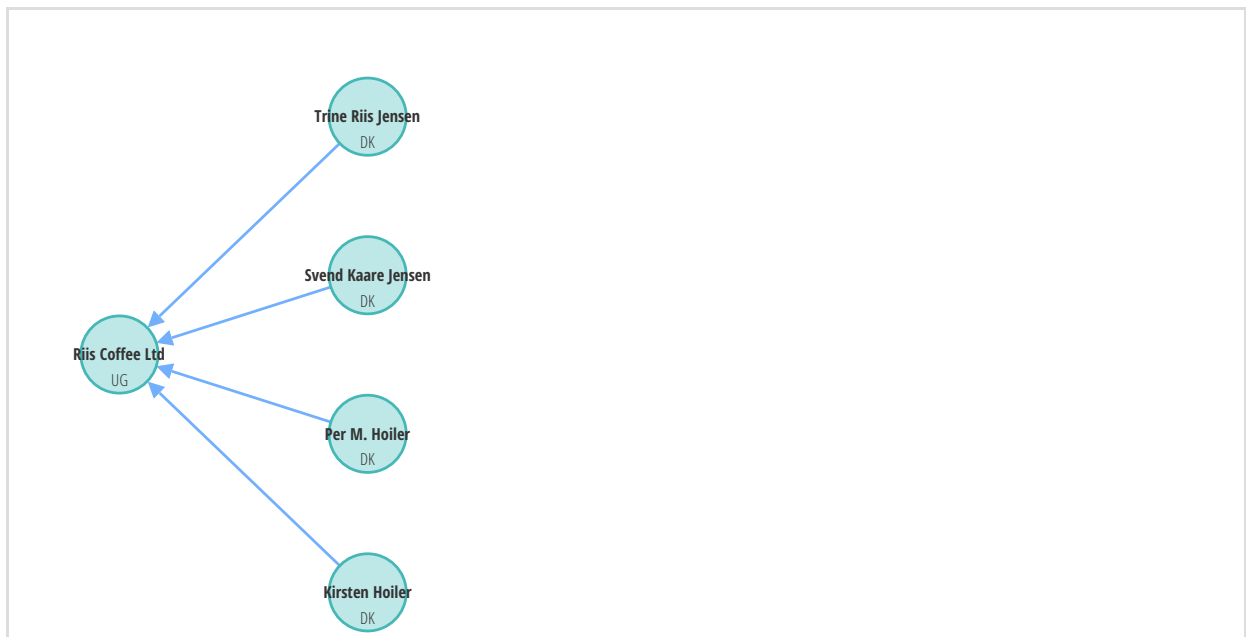 Trine Riis Jensen
DK
Svend Kaare Jensen
DK
Riis Coffee Ltd
UG
Per M. Hoiler
DK
Kirsten Hoiler
DK